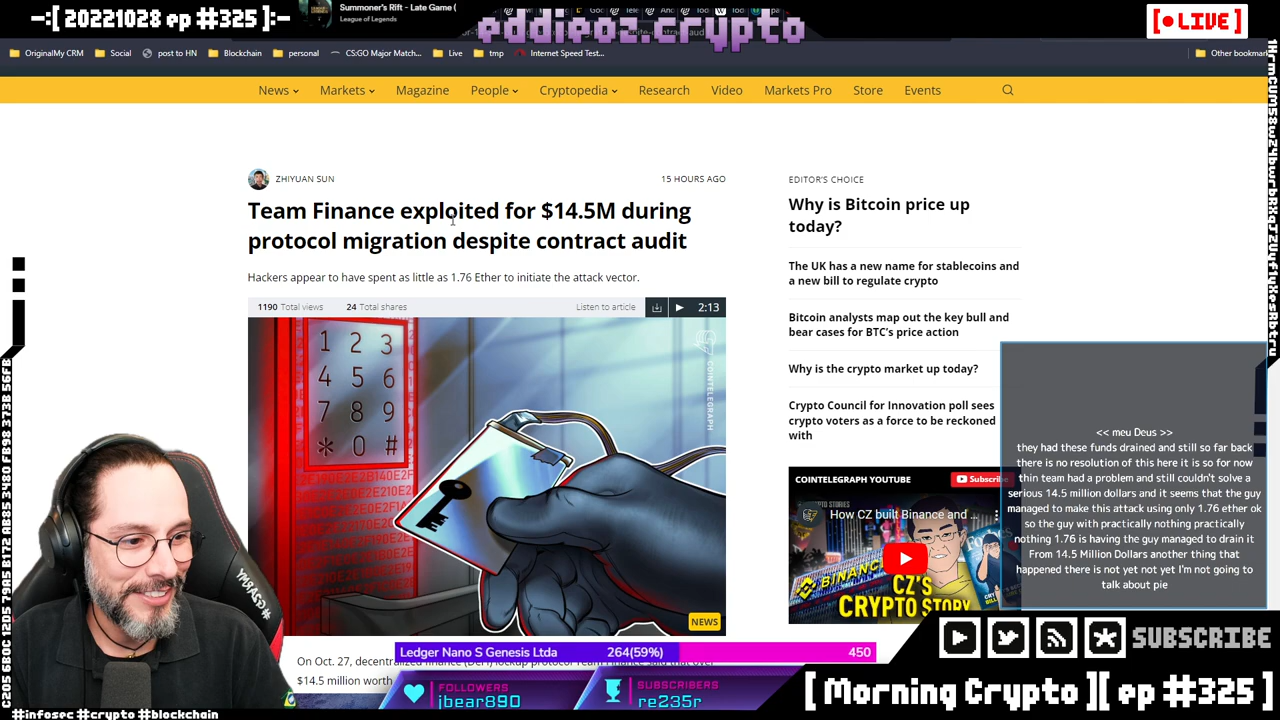 -:[ 20221028 ep #325 ]:-
Summoner's Rift - Late Game (
League of Legends
eddieoz.crypto
[ ● LIVE ]
OriginalMy CRM
Social
post to HN
Blockchain
personal
CS:GO Major Match...
Live
tmp
Internet Speed Test...
Other bookmar
News
Markets
Magazine
People
Cryptopedia
Research
Video
Markets Pro
Store
Events
ZHIYUAN SUN
15 HOURS AGO
Team Finance exploited for $14.5M during
protocol migration despite contract audit
Hackers appear to have spent as little as 1.76 Ether to initiate the attack vector.
1190 Total views
24 Total shares
Listen to article
2:13
1 2 3
4 5 6
7 8 9
* 0 #
COINTELEGRAPH
NEWS
On Oct. 27, decentralized finance (DeFi) lockup protocol Team Finance said that over
$14.5 million worth
EDITOR'S CHOICE
Why is Bitcoin price up
today?
The UK has a new name for stablecoins and
a new bill to regulate crypto
Bitcoin analysts map out the key bull and
bear cases for BTC's price action
Why is the crypto market up today?
Crypto Council for Innovation poll sees
crypto voters as a force to be reckoned
with
COINTELEGRAPH YOUTUBE
Subscribe
How CZ built Binance and ...
BINANCE
CZ'S
CRYPTO STORY
<< meu Deus >>
they had these funds drained and still so far back
there is no resolution of this here it is so for now
thin team had a problem and still couldn't solve a
serious 14.5 million dollars and it seems that the guy
managed to make this attack using only 1.76 ether ok
so the guy with practically nothing practically
nothing 1.76 is having the guy managed to drain it
From 14.5 Million Dollars another thing that
happened there is not yet not yet I'm not going to
talk about pie
Ledger Nano S Genesis Ltda
264(59%)
450
FOLLOWERS
jbear890
SUBSCRIBERS
re235r
SUBSCRIBE
[ Morning Crypto ][ ep #325 ]
#infosec #crypto #blockchain